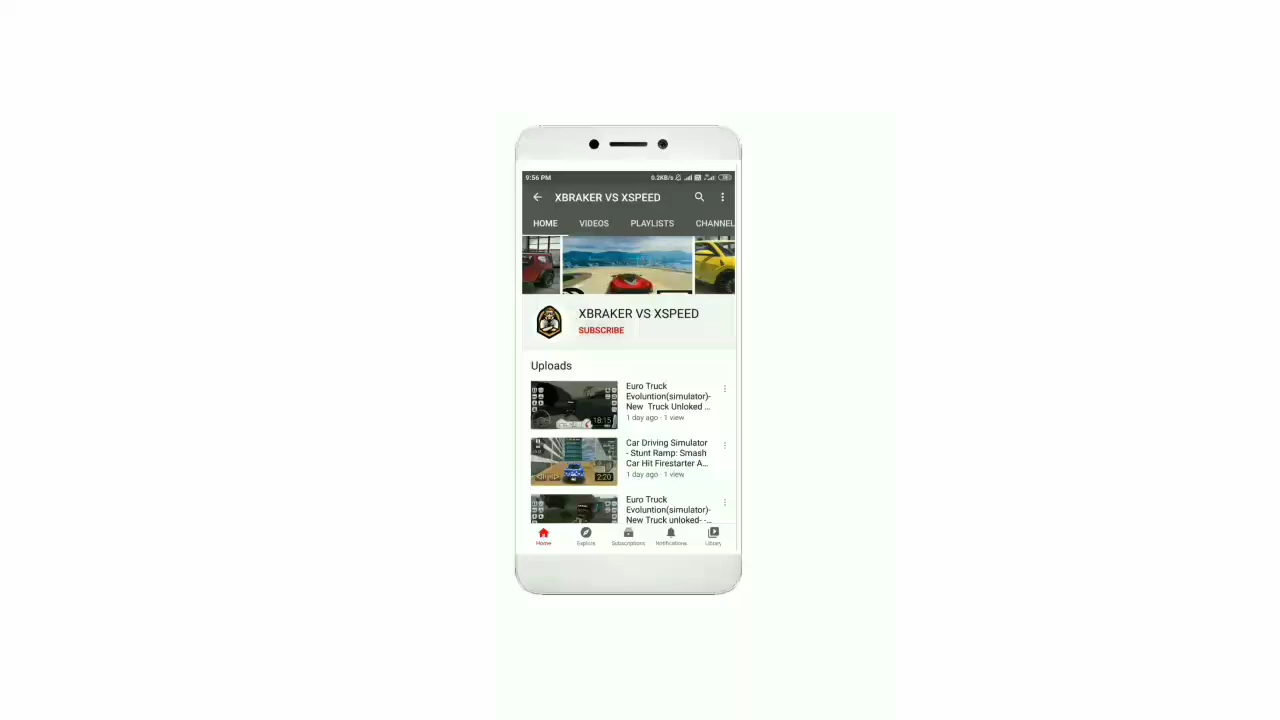 9:56 PM 0.2KB/s
XBRAKER VS XSPEED
HOME VIDEOS PLAYLISTS CHANNEL
XBRAKER VS XSPEED
SUBSCRIBE
Uploads
Euro Truck
Evoluntion(simulator)-
New Truck Unloked ...
1 day ago · 1 view
18:15
Car Driving Simulator
- Stunt Ramp: Smash
Car Hit Firestarter A...
1 day ago · 1 view
2:20
Euro Truck
Evoluntion(simulator)-
New Truck unloked- -...
Home Explore Subscriptions Notifications Library